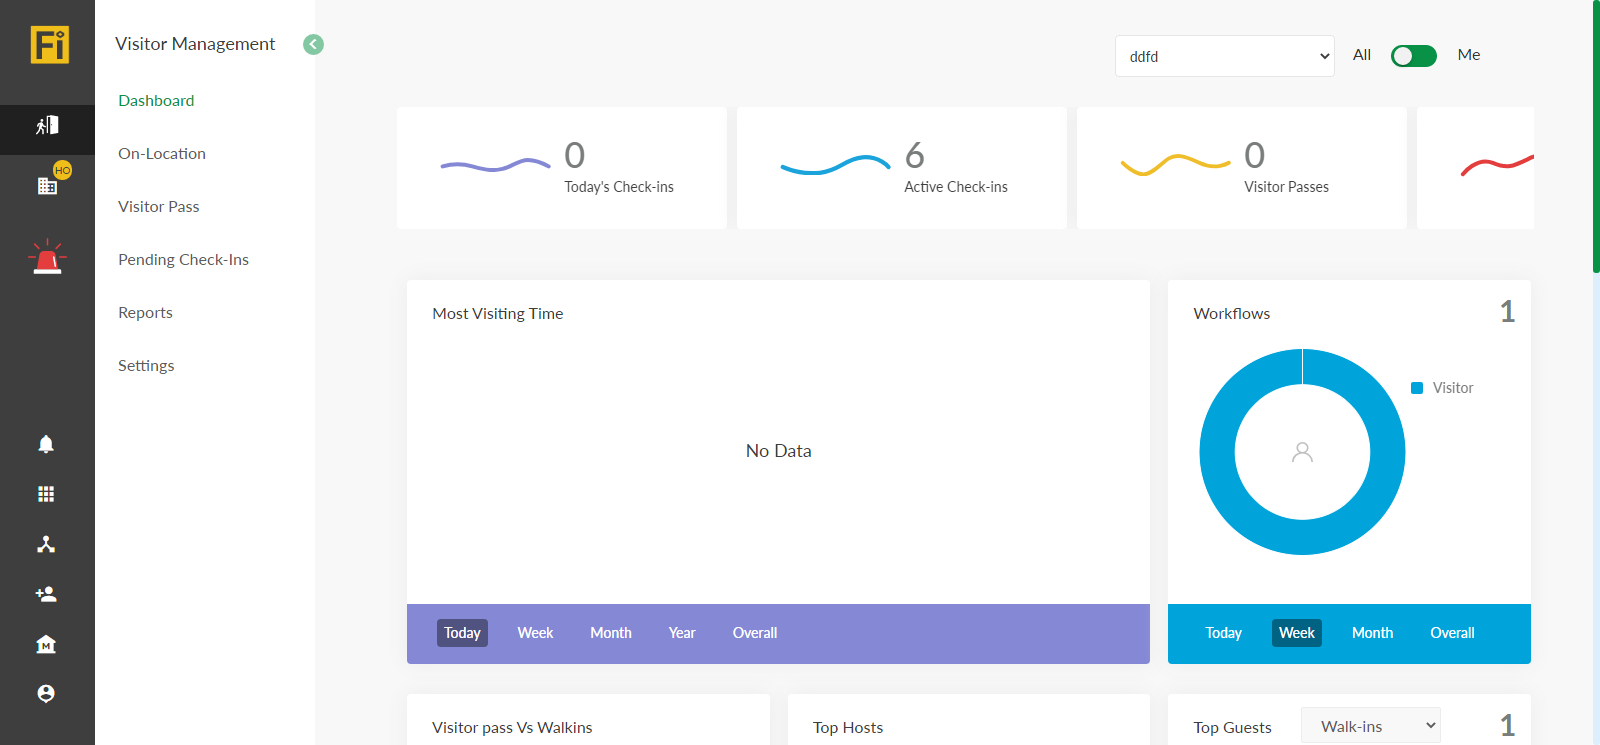 Fi
Visitor Management
ddfd
All
Me
Dashboard
On-Location
Visitor Pass
Pending Check-Ins
Reports
Settings
HO
0
Today's Check-ins
6
Active Check-ins
0
Visitor Passes
Most Visiting Time
No Data
Today
Week
Month
Year
Overall
Workflows
1
Visitor
Today
Week
Month
Overall
M
Visitor pass Vs Walkins
Top Hosts
Top Guests
Walk-ins
1